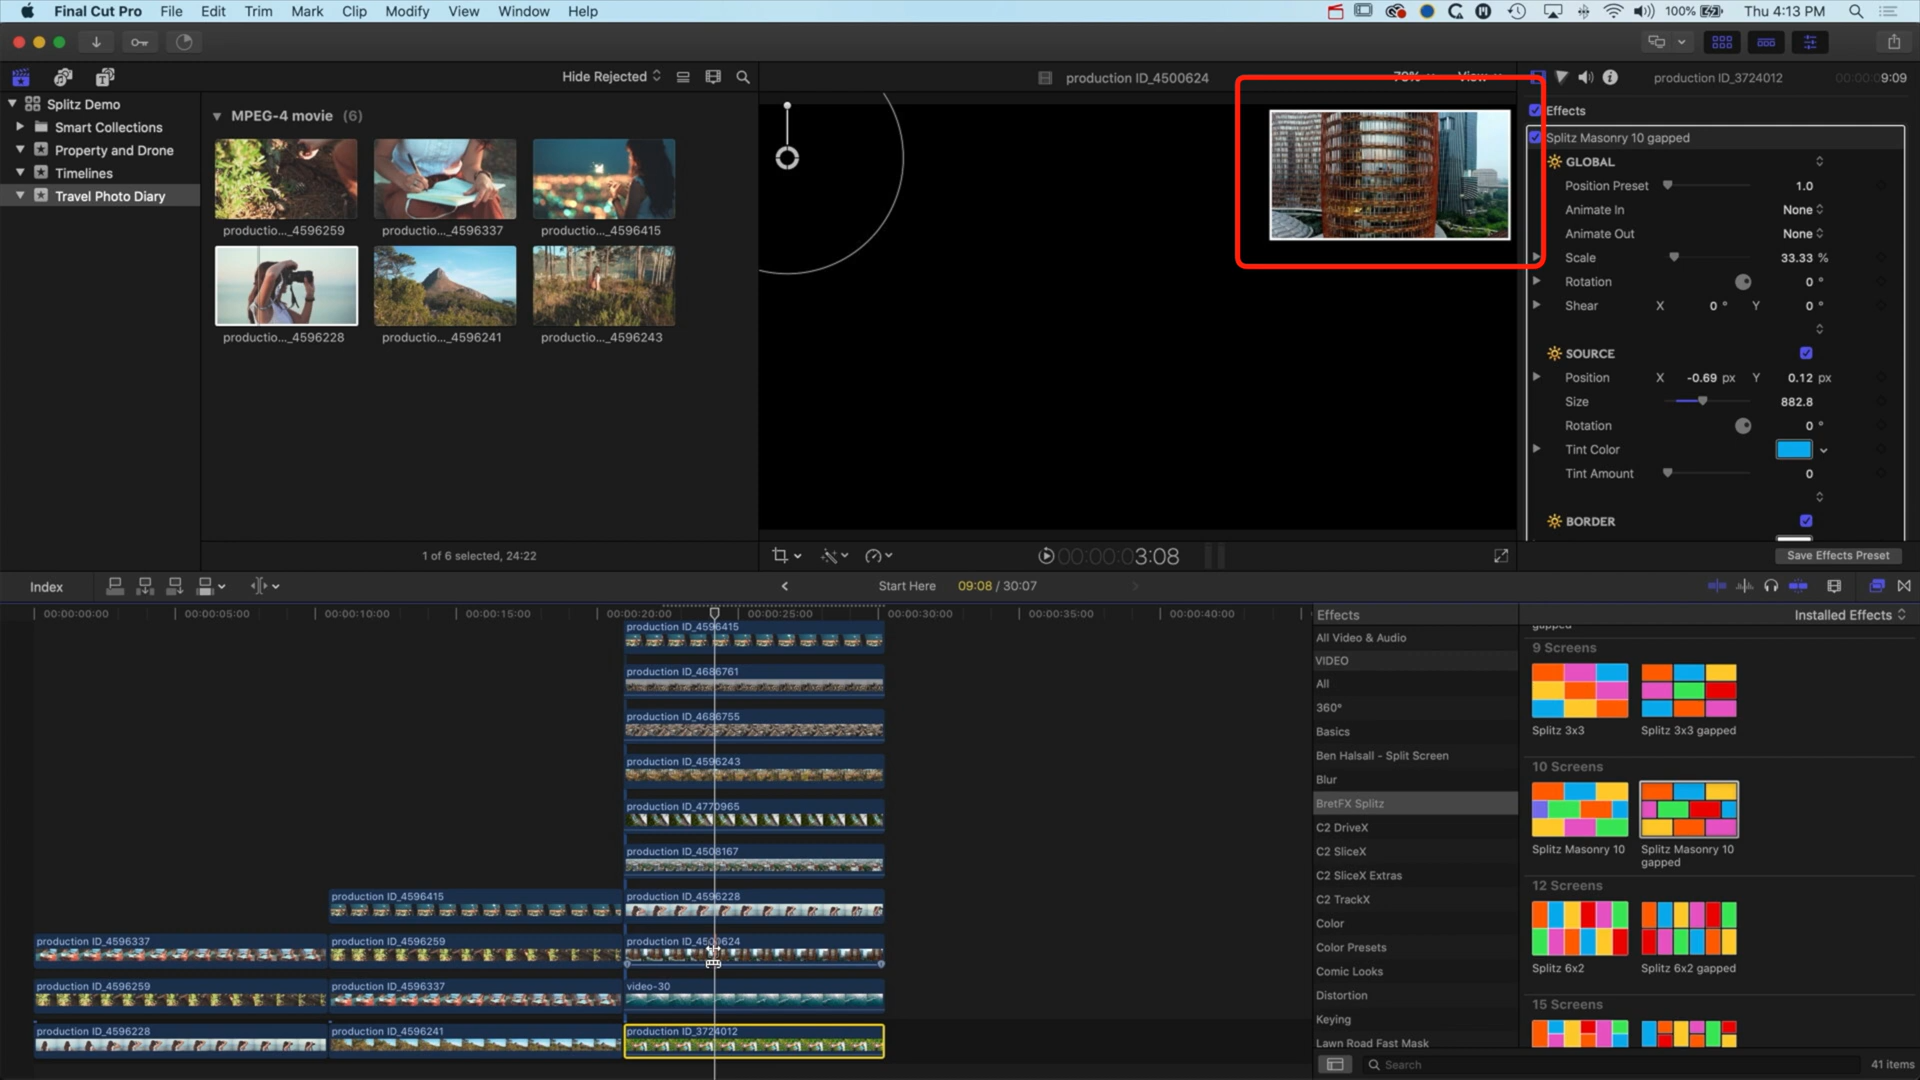 Final Cut Pro File Edit Trim Mark Clip Modify View Window Help 100% Thu 4:13 PM
Hide Rejected
production ID_4500624
View
production ID_3724012
9:09
Splitz Demo
Smart Collections
Property and Drone
Timelines
Travel Photo Diary
MPEG-4 movie (6)
productio..._4596259
productio..._4596337
productio..._4596415
productio..._4596228
productio..._4596241
productio..._4596243
1 of 6 selected, 24:22
Effects
Splitz Masonry 10 gapped
GLOBAL
Position Preset 1.0
Animate In None
Animate Out None
Scale 33.33 %
Rotation 0 °
Shear X 0 ° Y 0 °
SOURCE
Position X -0.69 px Y 0.12 px
Size 882.8
Rotation 0 °
Tint Color
Tint Amount 0
BORDER
Save Effects Preset
00:00:03:08
Index
Start Here 09:08 / 30:07
00:00:00:00 00:00:05:00 00:00:10:00 00:00:15:00 00:00:20:00 00:00:25:00 00:00:30:00 00:00:35:00 00:00:40:00
production ID_4596415
production ID_4686761
production ID_4686755
production ID_4596243
production ID_4770965
production ID_4508167
production ID_4596415 production ID_4596228
production ID_4596337 production ID_4596259 production ID_4500624
production ID_4596259 production ID_4596337 video-30
production ID_4596228 production ID_4596241 production ID_3724012
Effects
All Video & Audio
VIDEO
All
360°
Basics
Ben Halsall - Split Screen
Blur
BretFX Splitz
C2 DriveX
C2 SliceX
C2 SliceX Extras
C2 TrackX
Color
Color Presets
Comic Looks
Distortion
Keying
Lawn Road Fast Mask
Installed Effects
gapped
9 Screens
Splitz 3x3
Splitz 3x3 gapped
10 Screens
Splitz Masonry 10
Splitz Masonry 10 gapped
12 Screens
Splitz 6x2
Splitz 6x2 gapped
15 Screens
Search
41 items